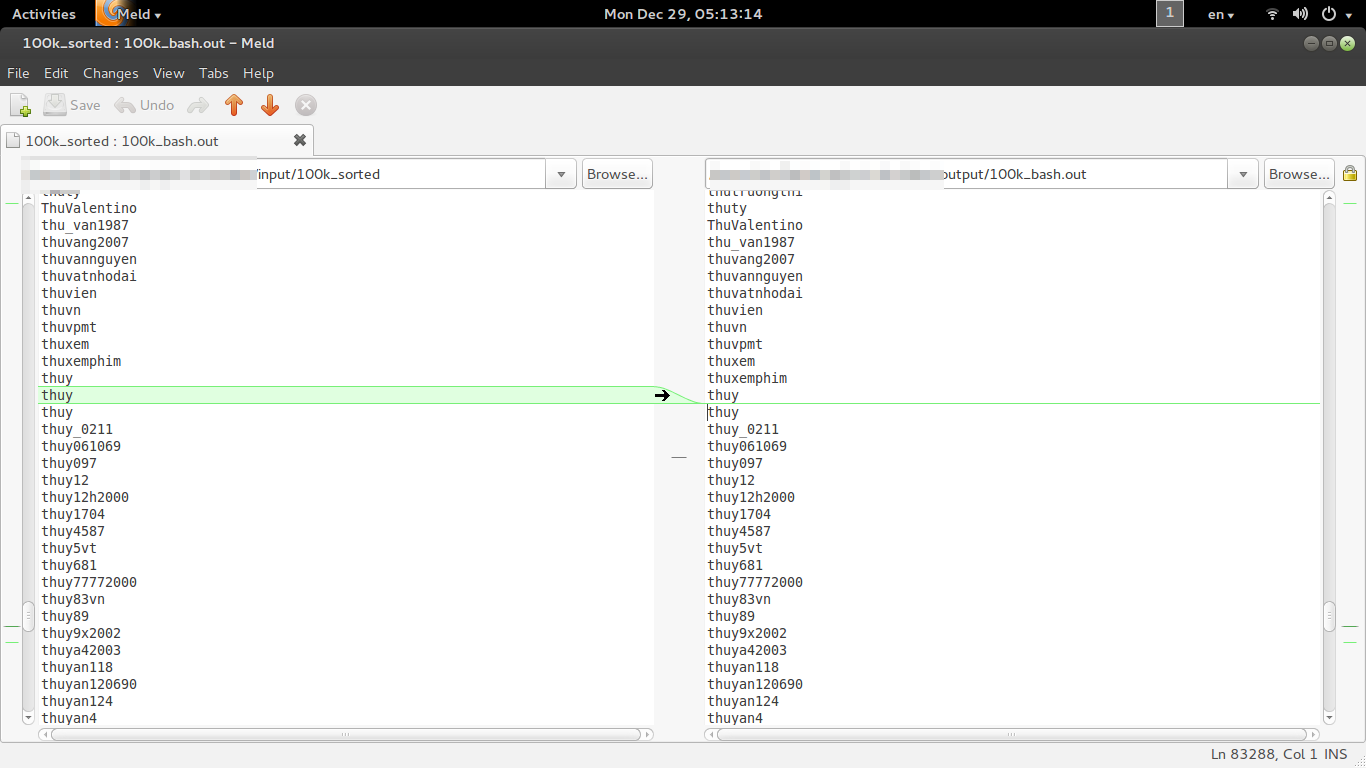 Activities
Meld
Mon Dec 29, 05:13:14
1
en
100k_sorted : 100k_bash.out – Meld
File Edit Changes View Tabs Help
Save Undo
100k_sorted : 100k_bash.out
/input/100k_sorted
Browse...
thuty
ThuValentino
thu_van1987
thuvang2007
thuvannguyen
thuvatnhodai
thuvien
thuvn
thuvpmt
thuxem
thuxemphim
thuy
thuy
thuy
thuy_0211
thuy061069
thuy097
thuy12
thuy12h2000
thuy1704
thuy4587
thuy5vt
thuy681
thuy77772000
thuy83vn
thuy89
thuy9x2002
thuya42003
thuyan118
thuyan120690
thuyan124
thuyan4
output/100k_bash.out
Browse...
thuty
ThuValentino
thu_van1987
thuvang2007
thuvannguyen
thuvatnhodai
thuvien
thuvn
thuvpmt
thuxem
thuxemphim
thuy
thuy
thuy_0211
thuy061069
thuy097
thuy12
thuy12h2000
thuy1704
thuy4587
thuy5vt
thuy681
thuy77772000
thuy83vn
thuy89
thuy9x2002
thuya42003
thuyan118
thuyan120690
thuyan124
thuyan4
Ln 83288, Col 1 INS